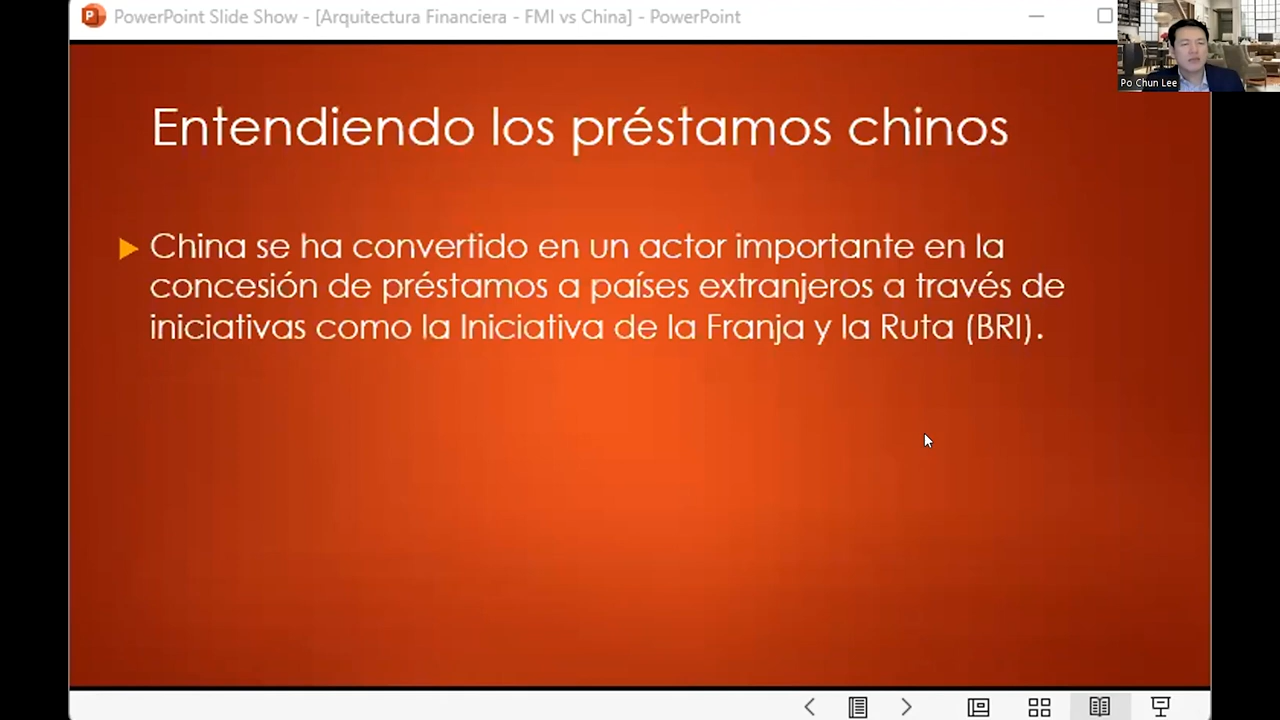 PowerPoint Slide Show - [Arquitectura Financiera - FMI vs China] - PowerPoint
Po Chun Lee
Entendiendo los préstamos chinos
China se ha convertido en un actor importante en la
concesión de préstamos a países extranjeros a través de
iniciativas como la Iniciativa de la Franja y la Ruta (BRI).